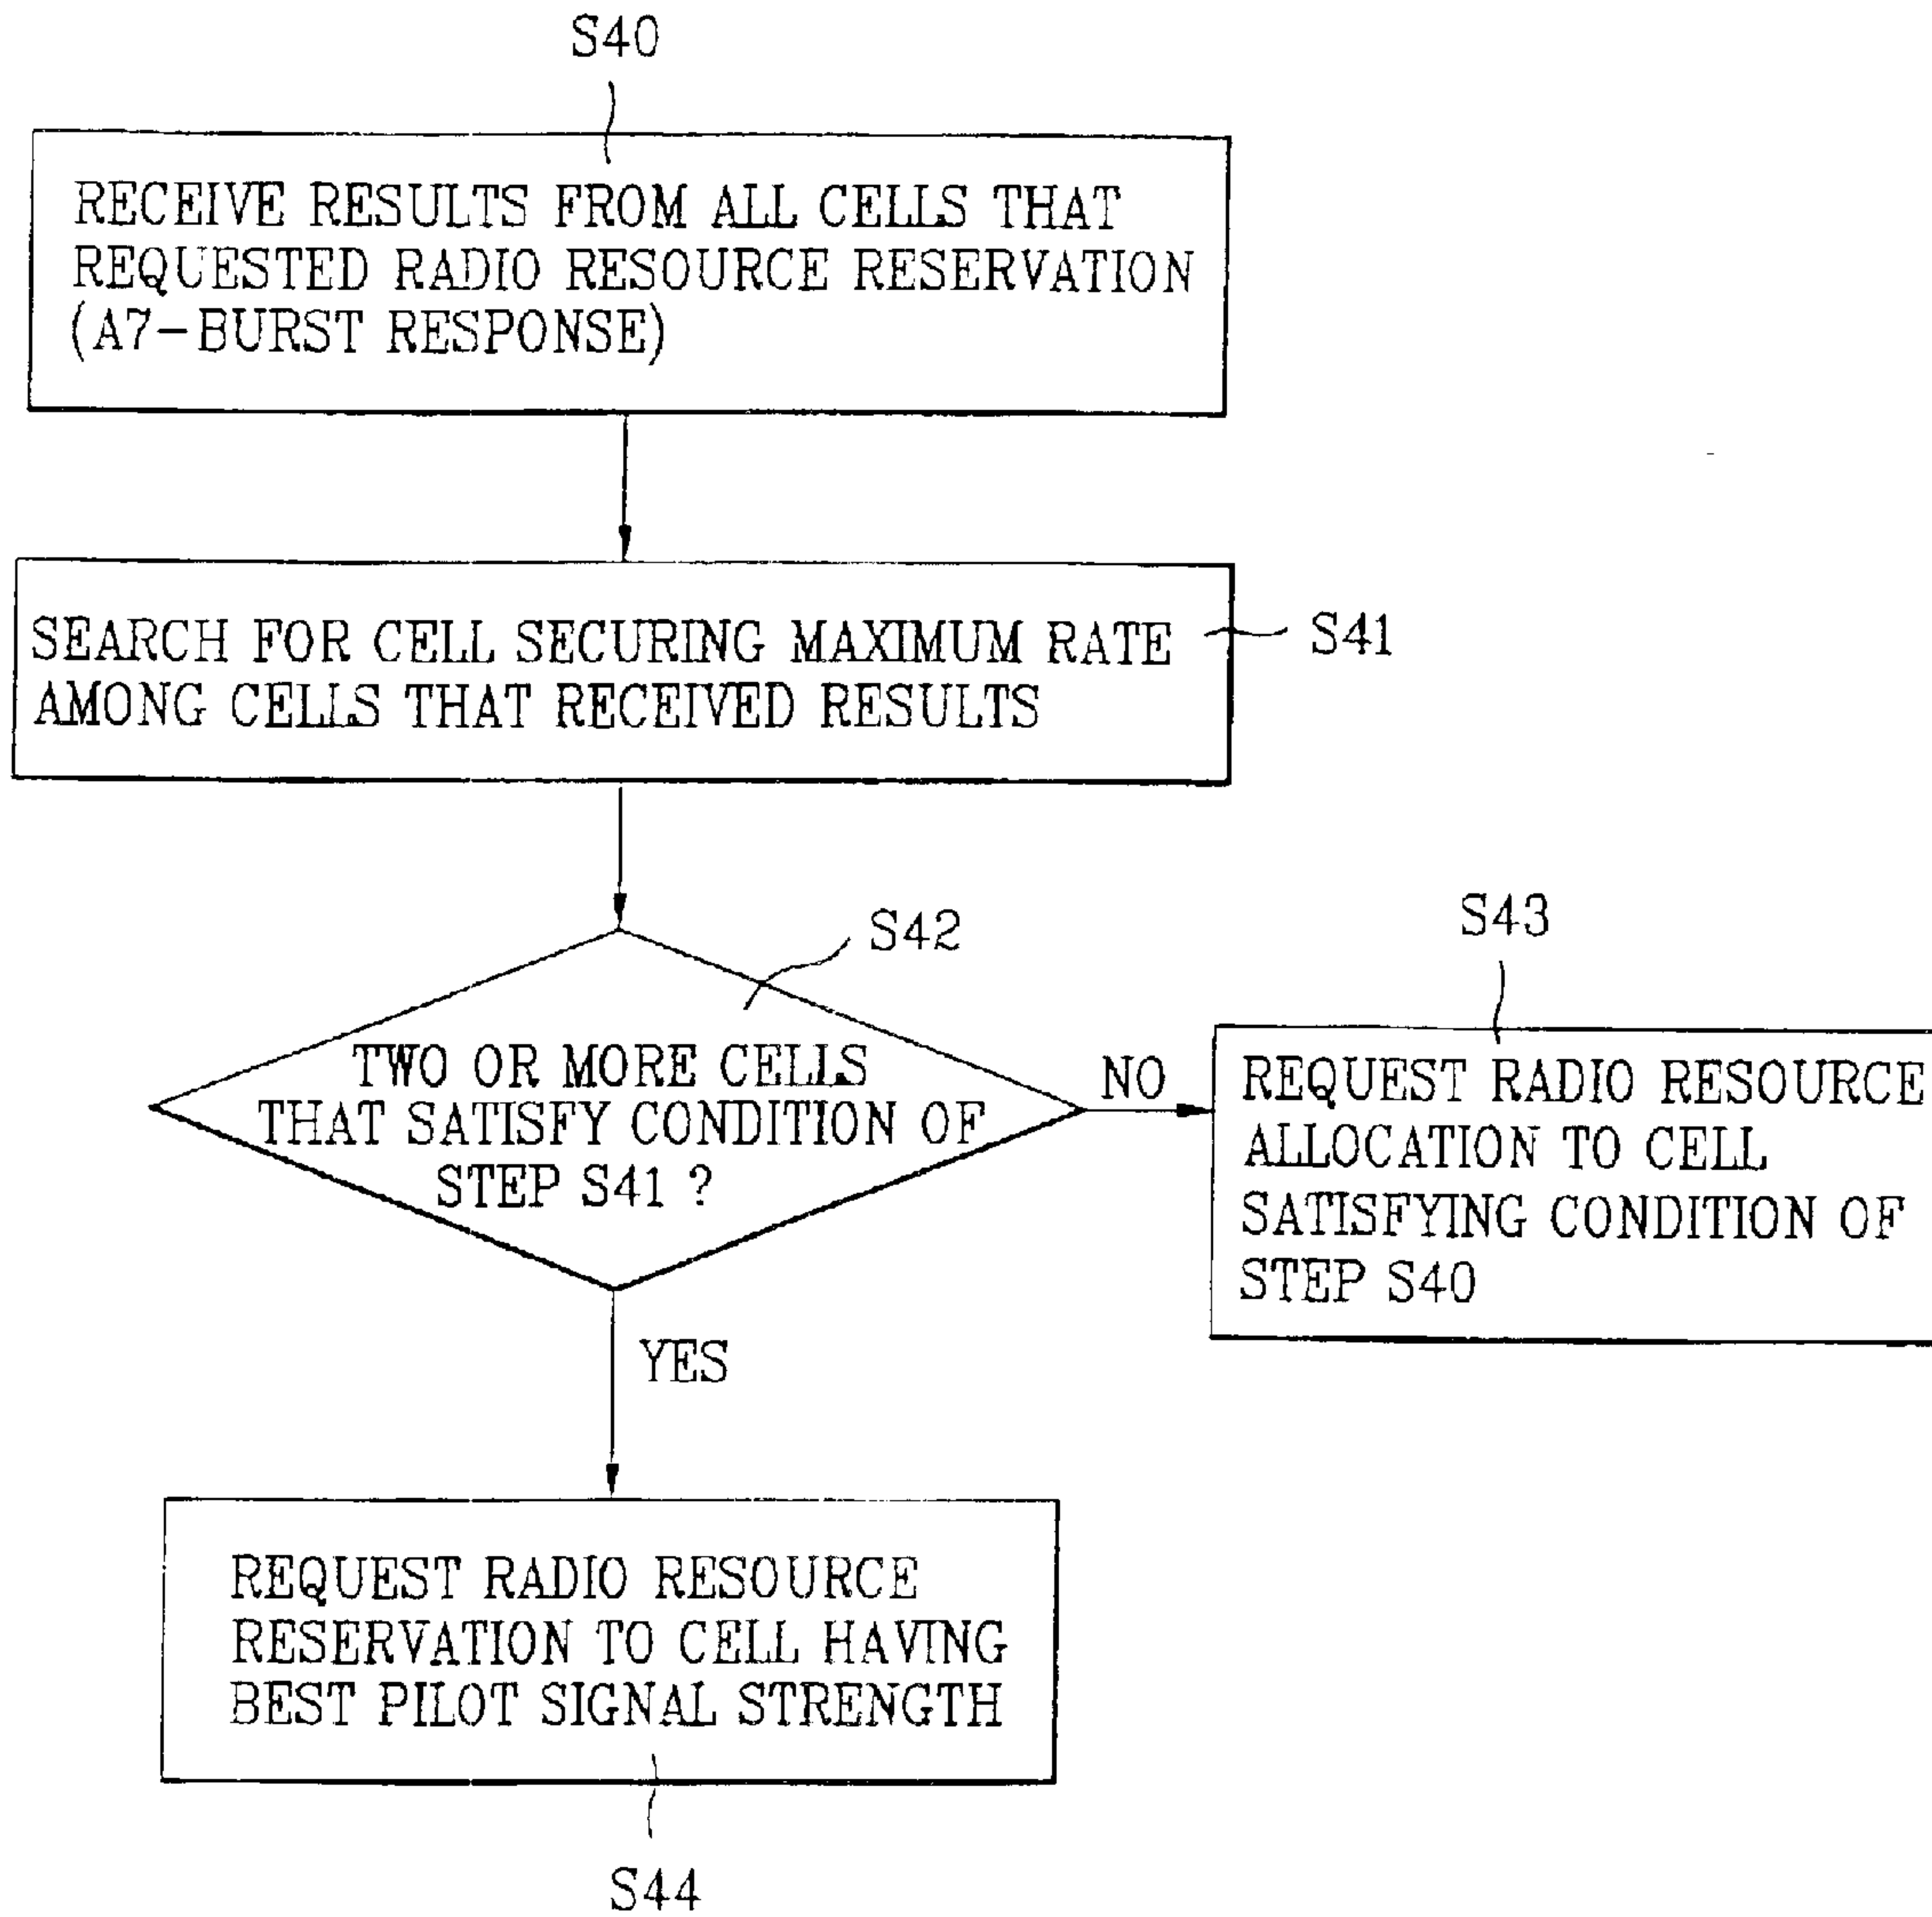 S40
RECEIVE RESULTS FROM ALL CELLS THAT
REQUESTED RADIO RESOURCE RESERVATION
(A7-BURST RESPONSE)
SEARCH FOR CELL SECURING MAXIMUM RATE
AMONG CELLS THAT RECEIVED RESULTS
S41
S42
TWO OR MORE CELLS
THAT SATISFY CONDITION OF
STEP S41 ?
NO
S43
REQUEST RADIO RESOURCE
ALLOCATION TO CELL
SATISFYING CONDITION OF
STEP S40
YES
REQUEST RADIO RESOURCE
RESERVATION TO CELL HAVING
BEST PILOT SIGNAL STRENGTH
S44